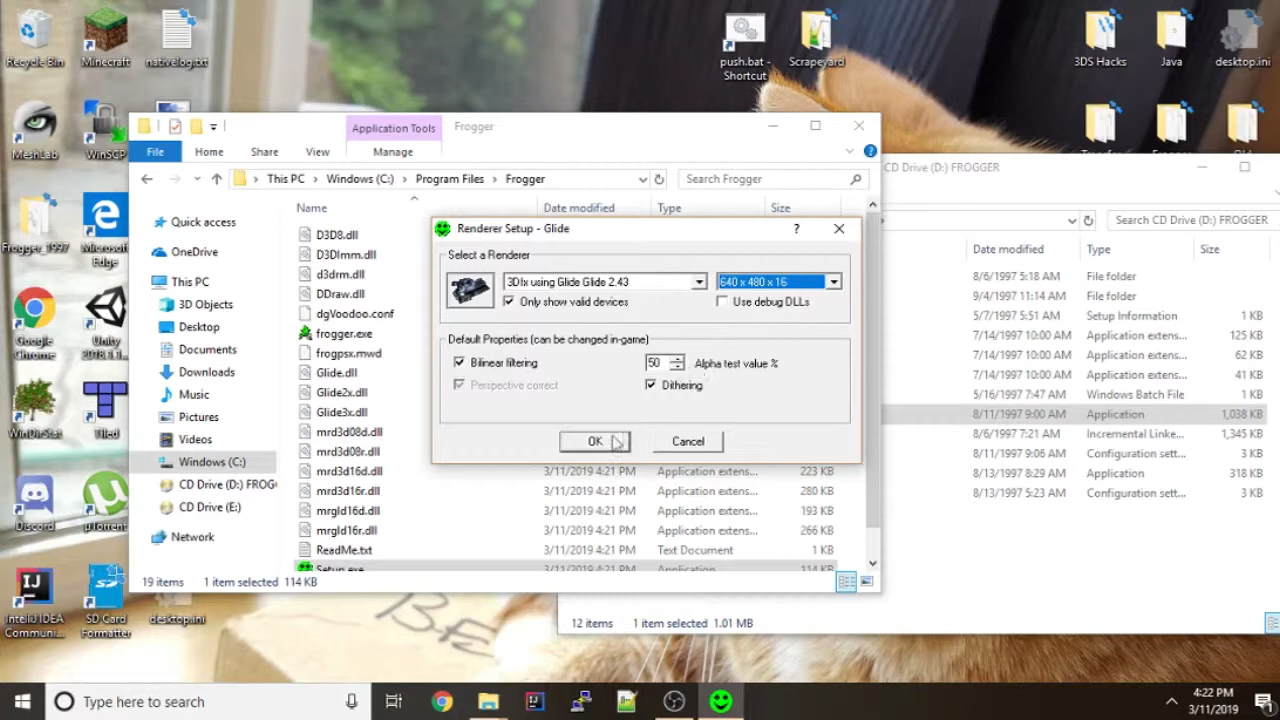 Recycle Bin
Minecraft
nativelog.txt
push.bat -
Shortcut
Scrapeyard
3DS Hacks
Java
desktop.ini
MeshLab
WinSCP
Frogger_1997
Microsoft
Edge
Google
Chrome
Unity
WinDirStat
Tiled
Discord
µTorrent
IntelliJ IDEA
Communi...
SD Card
Formatter
desktop.ini
Application Tools
Frogger
File
Home
Share
View
Manage
This PC
Windows (C:)
Program Files
Frogger
Search Frogger
Name
Date modified
Type
Size
Quick access
OneDrive
This PC
3D Objects
Desktop
Documents
Downloads
Music
Pictures
Videos
Windows (C:)
CD Drive (D:) FROG
CD Drive (E:)
Network
D3D8.dll
D3DImm.dll
d3drm.dll
DDraw.dll
dgVoodoo.conf
frogger.exe
frogpsx.mwd
Glide.dll
Glide2x.dll
Glide3x.dll
mrd3d08d.dll
mrd3d08r.dll
mrd3d16d.dll 3/11/2019 4:21 PM Application extens... 223 KB
mrd3d16r.dll 3/11/2019 4:21 PM Application extens... 280 KB
mrgld16d.dll 3/11/2019 4:21 PM Application extens... 193 KB
mrgld16r.dll 3/11/2019 4:21 PM Application extens... 266 KB
ReadMe.txt 3/11/2019 4:21 PM Text Document 1 KB
Setup.exe 3/11/2019 4:21 PM Application 114 KB
19 items 1 item selected 114 KB
Renderer Setup - Glide
?
Select a Renderer
3Dfx using Glide Glide 2.43
640 x 480 x 16
Only show valid devices
Use debug DLLs
Default Properties (can be changed in-game)
Bilinear filtering
50
Alpha test value %
Perspective correct
Dithering
OK
Cancel
CD Drive (D:) FROGGER
Search CD Drive (D:) FROGGER
Date modified Type Size
8/6/1997 5:18 AM File folder
9/4/1997 11:14 AM File folder
5/7/1997 5:51 AM Setup Information 1 KB
7/14/1997 10:00 AM Application extens... 125 KB
7/14/1997 10:00 AM Application extens... 62 KB
7/14/1997 10:00 AM Application extens... 41 KB
5/16/1997 7:47 AM Windows Batch File 1 KB
8/11/1997 9:00 AM Application 1,038 KB
8/6/1997 7:21 AM Incremental Linke... 1,345 KB
8/11/1997 9:06 AM Configuration sett... 3 KB
8/13/1997 8:29 AM Application 318 KB
8/13/1997 5:23 AM Configuration sett... 3 KB
12 items 1 item selected 1.01 MB
BE
Type here to search
4:22 PM
3/11/2019